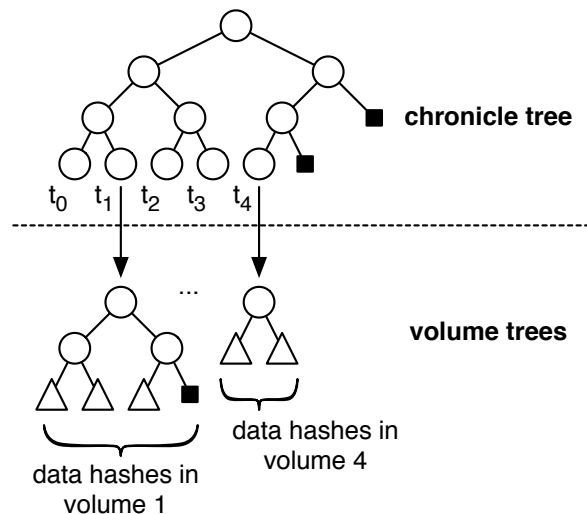 chronicle tree
t0 t1 t2 t3 t4
...
volume trees
data hashes in
volume 4
data hashes in
volume 1